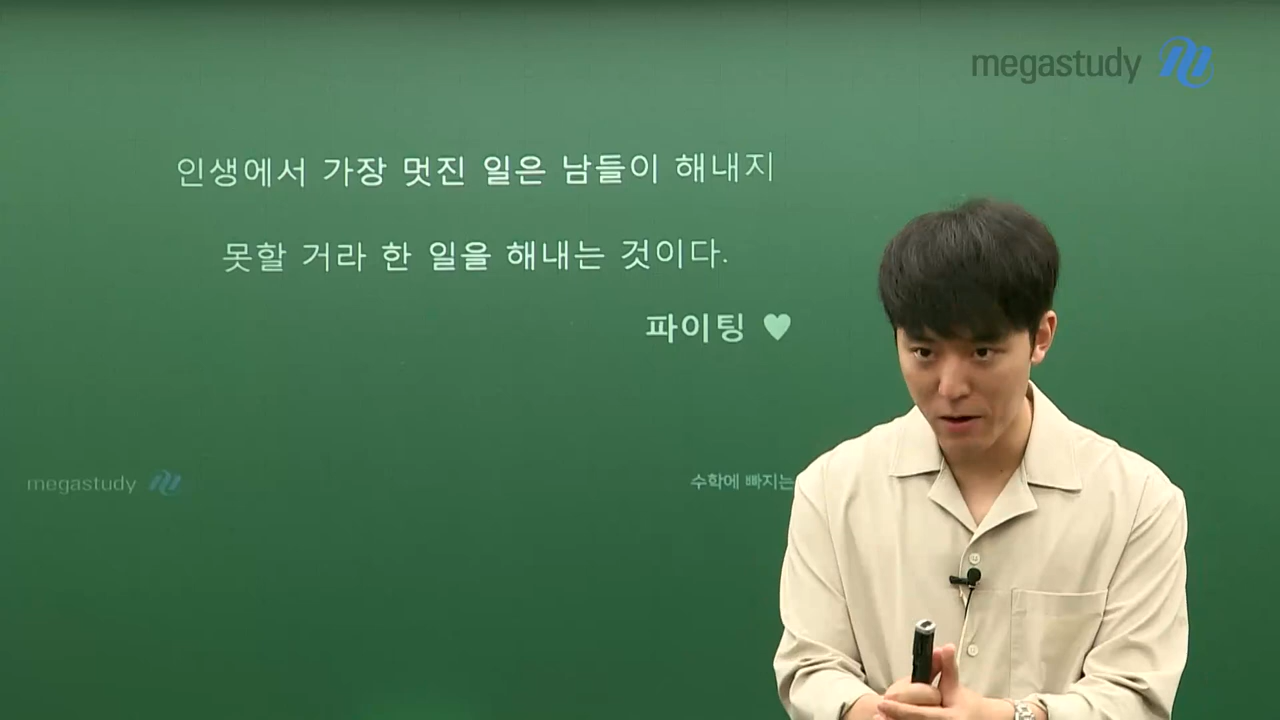 megastudy
인생에서 가장 멋진 일은 남들이 해내지
못할 거라 한 일을 해내는 것이다.
파이팅 ♥
megastudy
수학에 빠지는